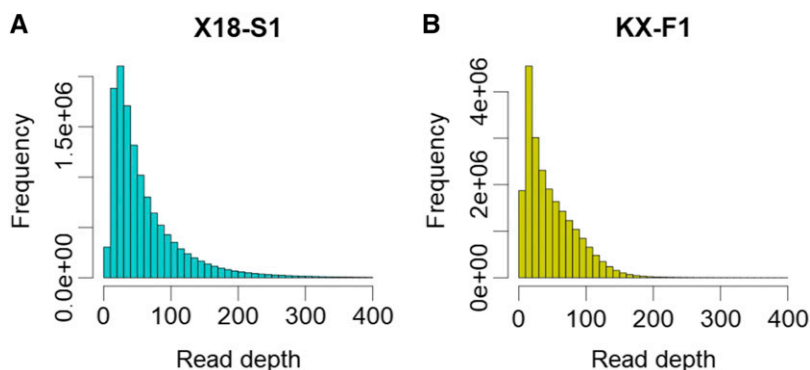 A
X18-S1
Frequency
0.0e+00
1.5e+06
0
100
200
300
400
Read depth
B
KX-F1
Frequency
0e+00
2e+06
4e+06
0
100
200
300
400
Read depth